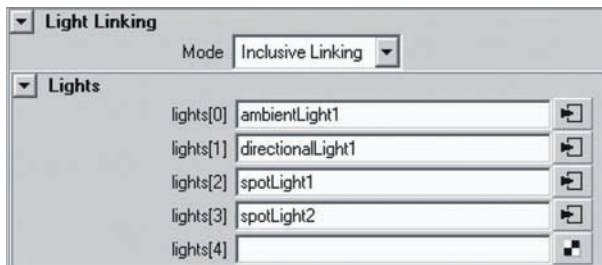 Light Linking
Mode Inclusive Linking
Lights
lights[0] ambientLight1
lights[1] directionalLight1
lights[2] spotLight1
lights[3] spotLight2
lights[4]